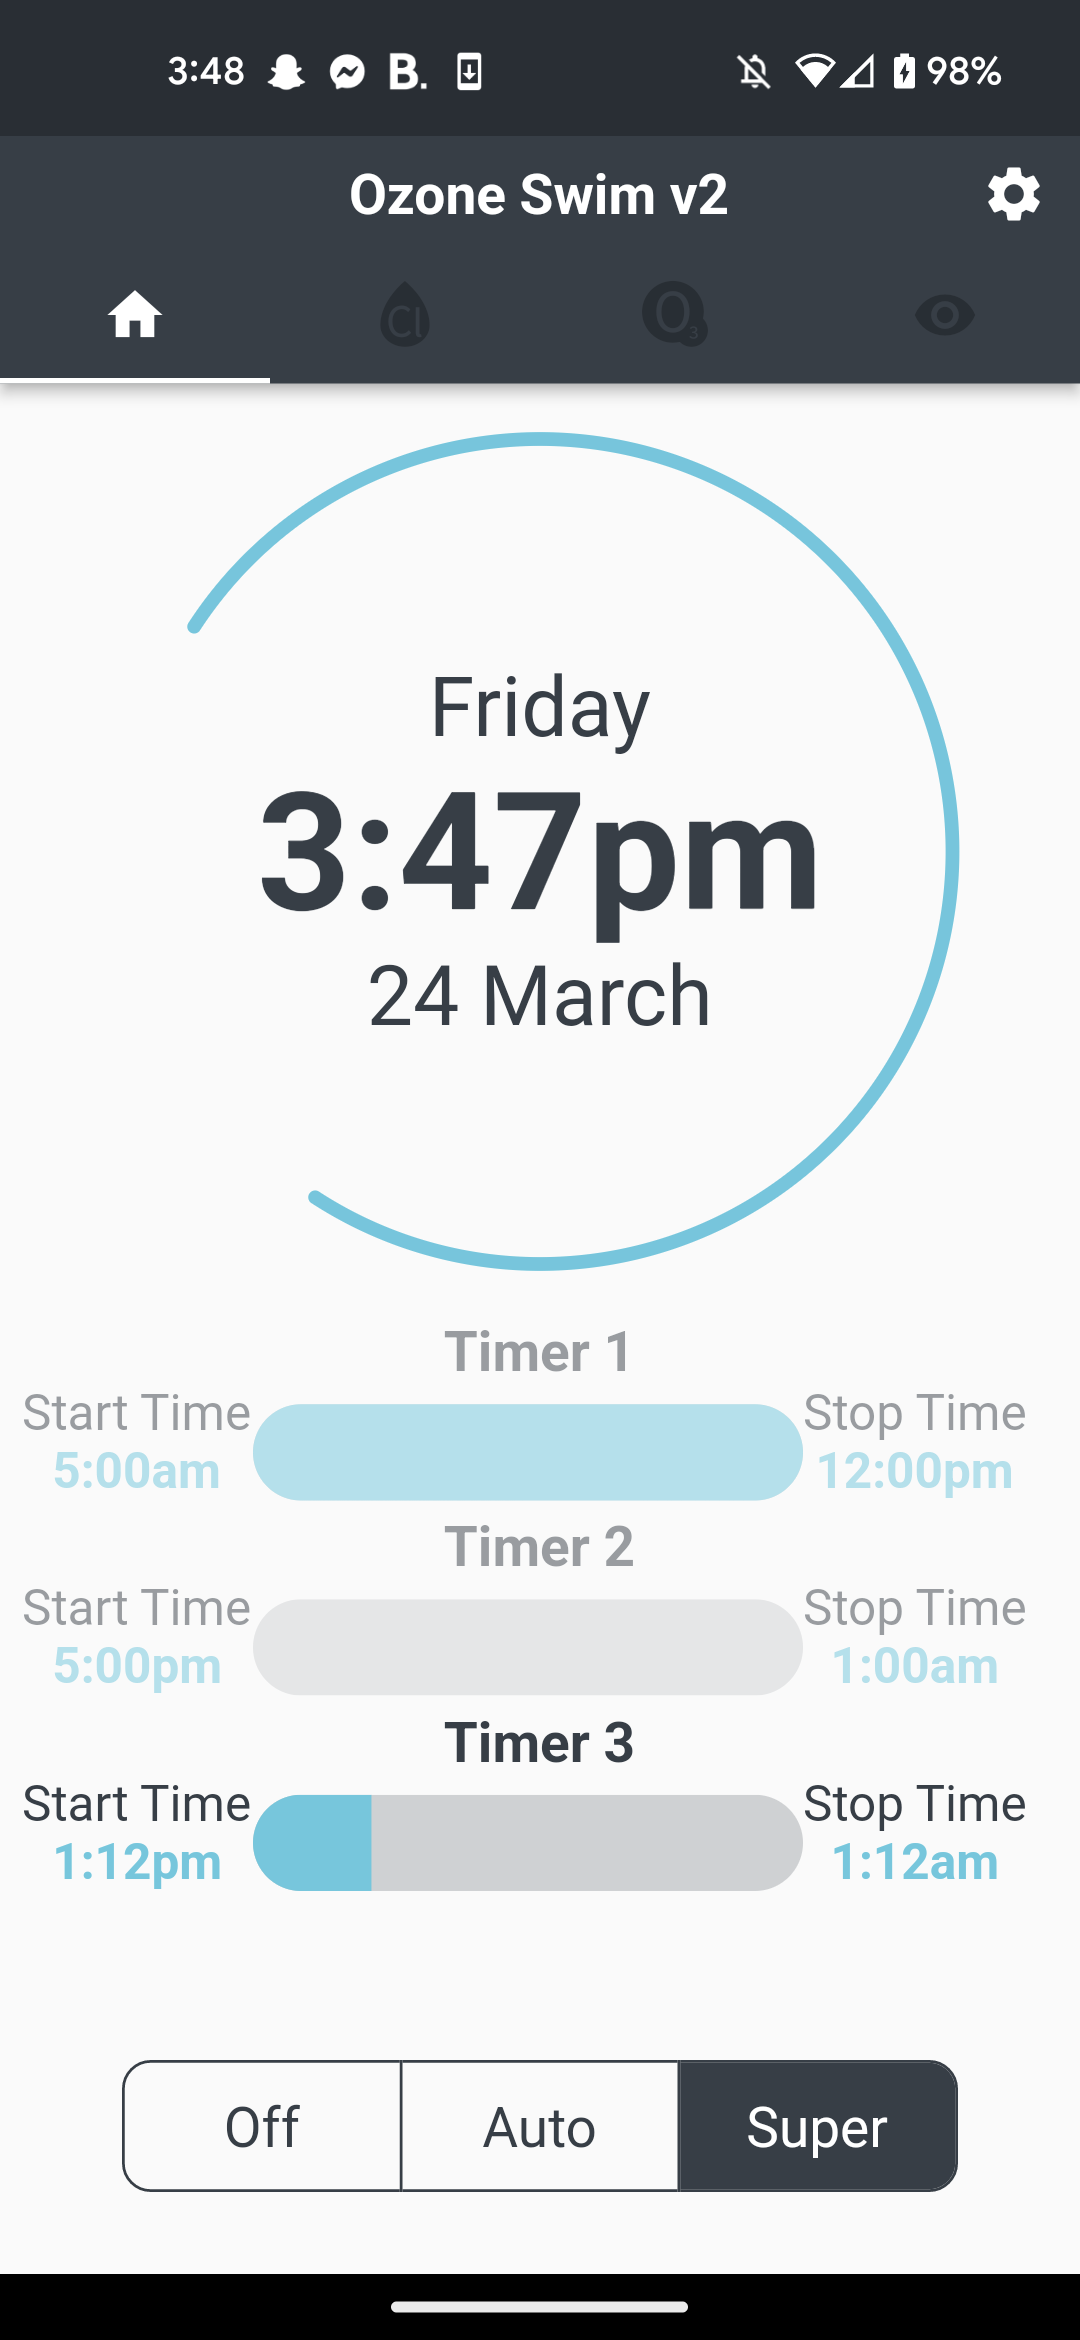 3:48 B. 98%
Ozone Swim v2
Cl O3
Friday
3:47pm
24 March
Timer 1
Start Time Stop Time
5:00am 12:00pm
Timer 2
Start Time Stop Time
5:00pm 1:00am
Timer 3
Start Time Stop Time
1:12pm 1:12am
Off Auto Super